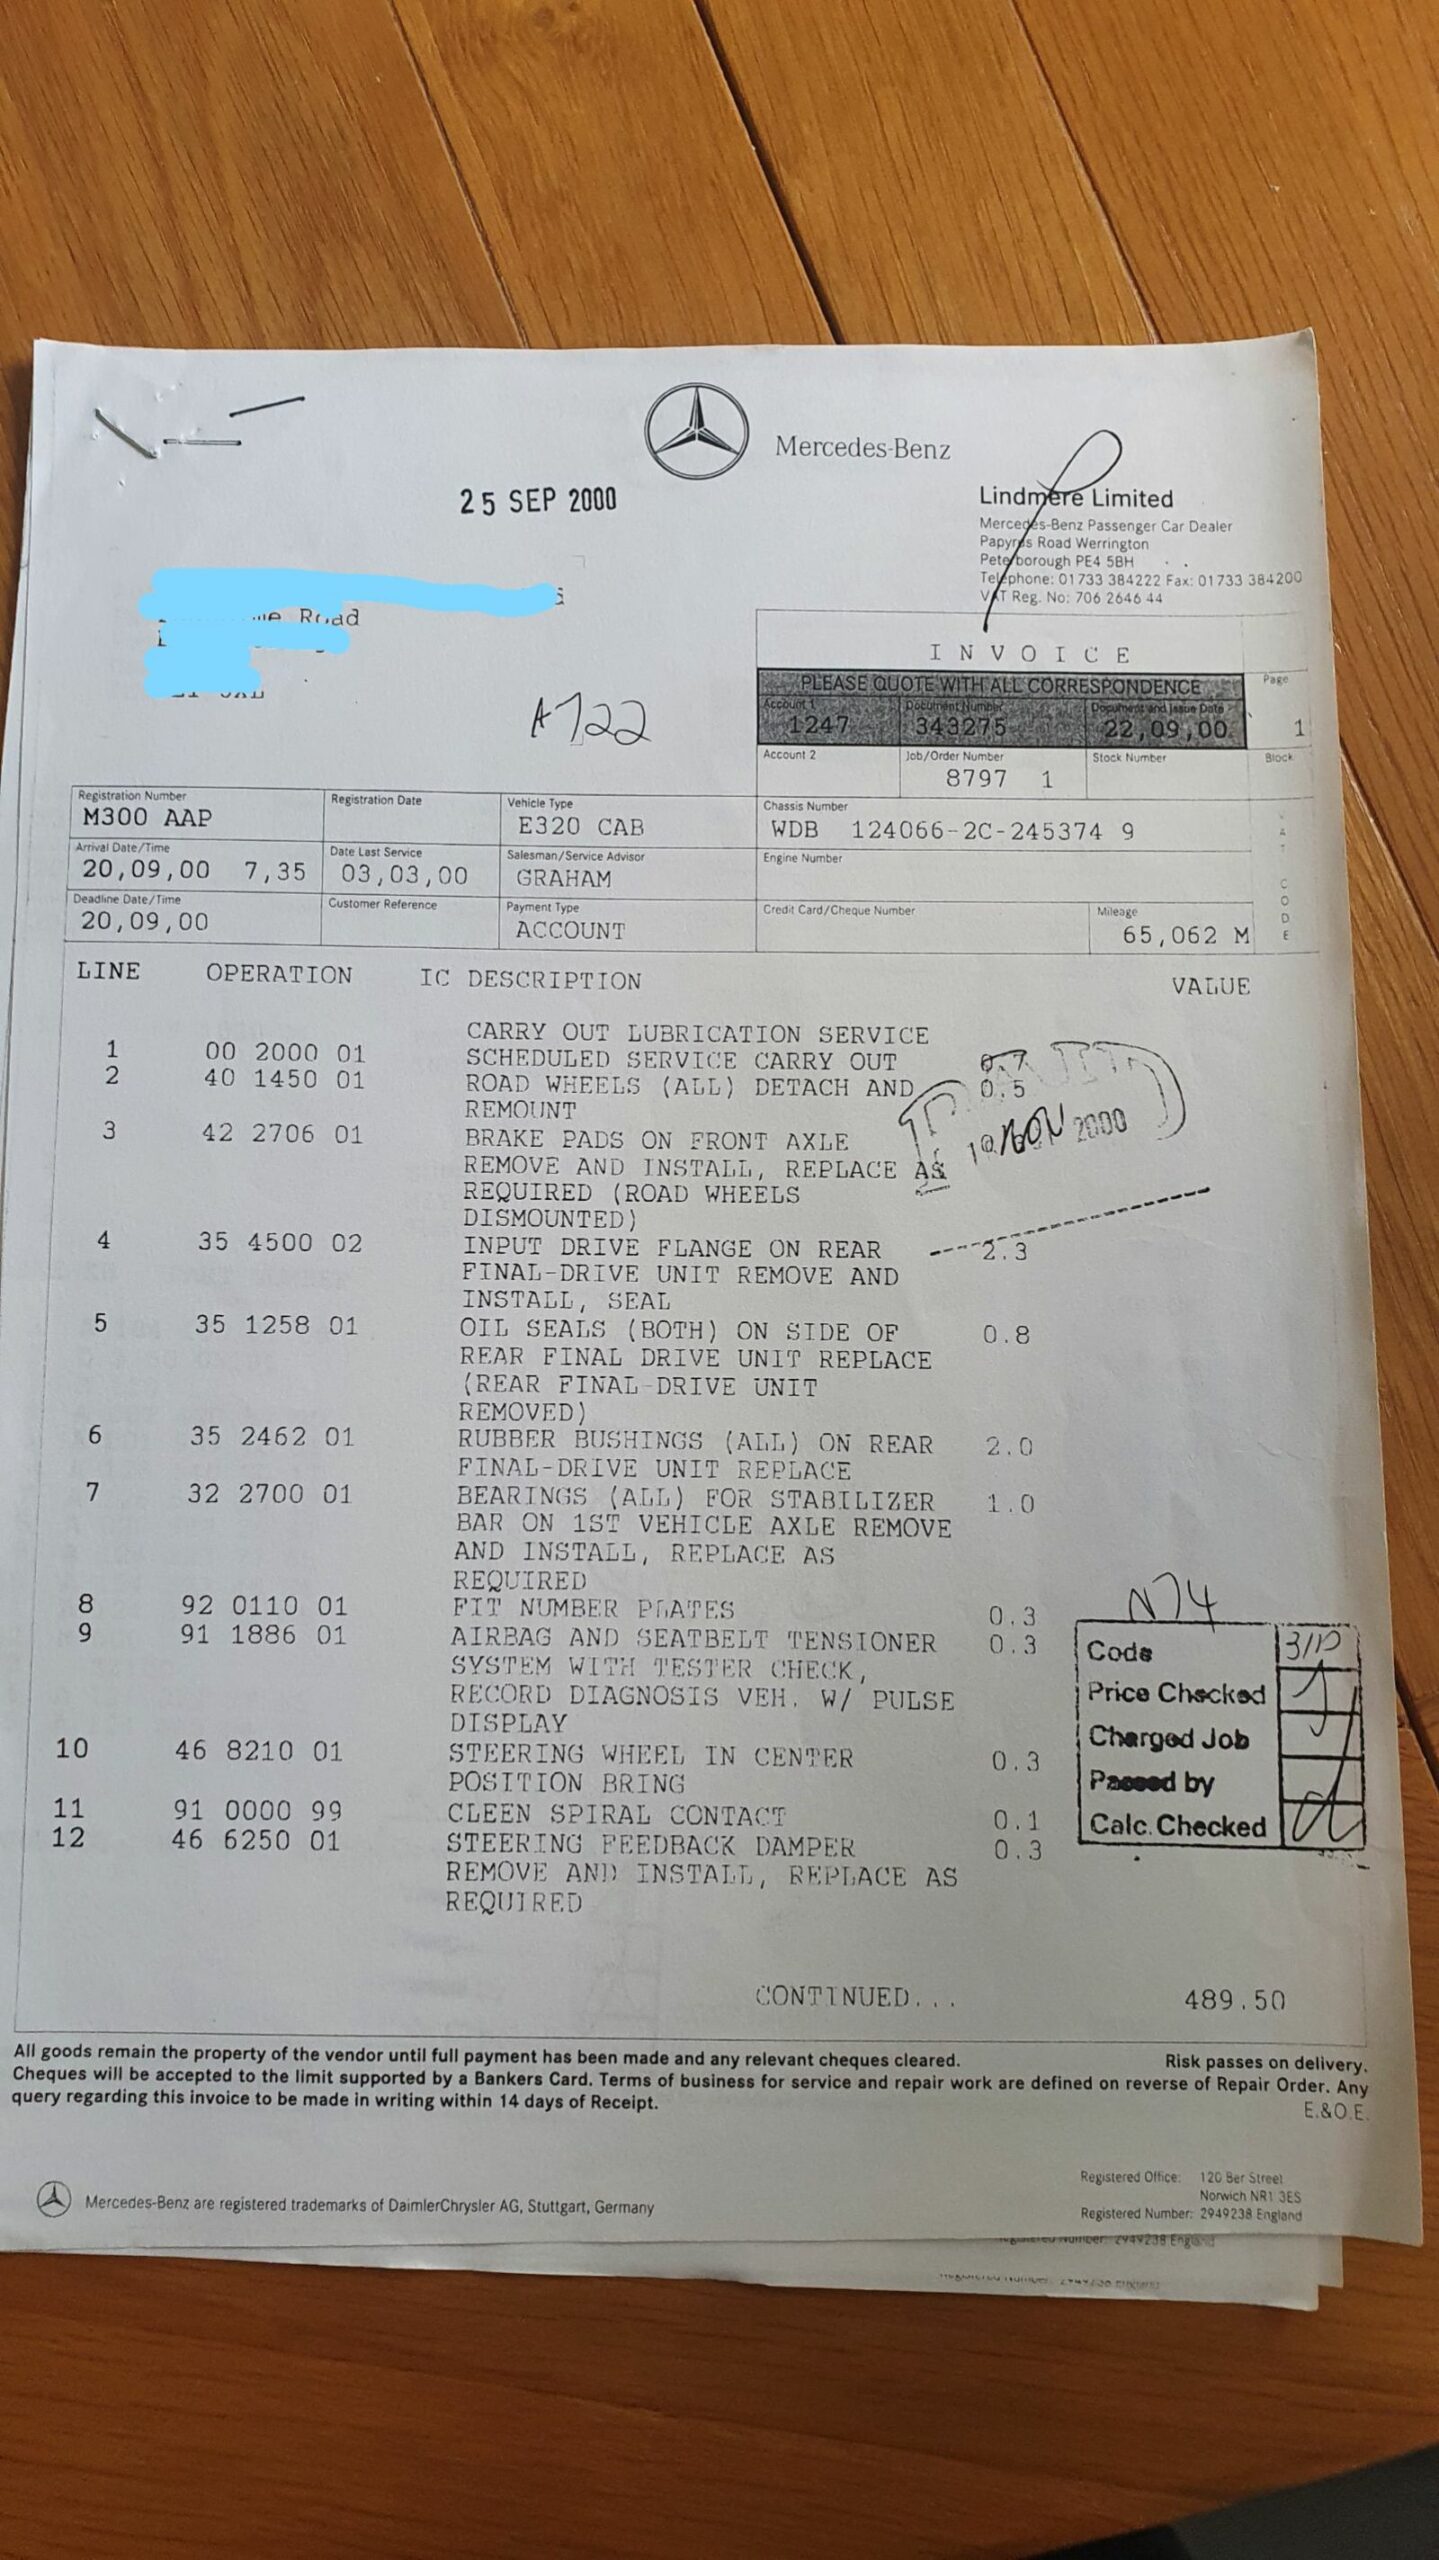 Mercedes-Benz
25 SEP 2000
Lindmere Limited
Mercedes-Benz Passenger Car Dealer
Papyrus Road Werrington
Peterborough PE4 5BH
Telephone: 01733 384222 Fax: 01733 384200
VAT Reg. No: 706 2646 44
Road
A722
INVOICE
PLEASE QUOTE WITH ALL CORRESPONDENCE Page
Account 1 Document Number Document and Issue Date
1247 343275 22,09,00 1
Account 2 Job/Order Number Stock Number Block
8797 1
Registration Number Registration Date Vehicle Type Chassis Number
M300 AAP E320 CAB WDB 124066-2C-245374 9
Arrival Date/Time Date Last Service Salesman/Service Advisor Engine Number
20,09,00 7,35 03,03,00 GRAHAM
Deadline Date/Time Customer Reference Payment Type Credit Card/Cheque Number Mileage
20,09,00 ACCOUNT 65,062 M
VAT CODE
LINE OPERATION IC DESCRIPTION VALUE
CARRY OUT LUBRICATION SERVICE
1 00 2000 01 SCHEDULED SERVICE CARRY OUT 0.7
2 40 1450 01 ROAD WHEELS (ALL) DETACH AND 0.5
REMOUNT
3 42 2706 01 BRAKE PADS ON FRONT AXLE
REMOVE AND INSTALL, REPLACE AS
REQUIRED (ROAD WHEELS
DISMOUNTED)
PAID
NOV 2000
4 35 4500 02 INPUT DRIVE FLANGE ON REAR 2.3
FINAL-DRIVE UNIT REMOVE AND
INSTALL, SEAL
5 35 1258 01 OIL SEALS (BOTH) ON SIDE OF 0.8
REAR FINAL DRIVE UNIT REPLACE
(REAR FINAL-DRIVE UNIT
REMOVED)
6 35 2462 01 RUBBER BUSHINGS (ALL) ON REAR 2.0
FINAL-DRIVE UNIT REPLACE
7 32 2700 01 BEARINGS (ALL) FOR STABILIZER 1.0
BAR ON 1ST VEHICLE AXLE REMOVE
AND INSTALL, REPLACE AS
REQUIRED
8 92 0110 01 FIT NUMBER PLATES 0.3
9 91 1886 01 AIRBAG AND SEATBELT TENSIONER 0.3
SYSTEM WITH TESTER CHECK,
RECORD DIAGNOSIS VEH. W/ PULSE
DISPLAY
10 46 8210 01 STEERING WHEEL IN CENTER 0.3
POSITION BRING
11 91 0000 99 CLEEN SPIRAL CONTACT 0.1
12 46 6250 01 STEERING FEEDBACK DAMPER 0.3
REMOVE AND INSTALL, REPLACE AS
REQUIRED
N74
Code
Price Checked
Charged Job
Passed by
Calc. Checked
CONTINUED... 489.50
All goods remain the property of the vendor until full payment has been made and any relevant cheques cleared. Risk passes on delivery.
Cheques will be accepted to the limit supported by a Bankers Card. Terms of business for service and repair work are defined on reverse of Repair Order. Any
query regarding this invoice to be made in writing within 14 days of Receipt. E.&O.E.
Mercedes-Benz are registered trademarks of DaimlerChrysler AG, Stuttgart, Germany
Registered Office: 120 Ber Street
Norwich NR1 3ES
Registered Number: 2949238 England
Registered Number: 2949238 England